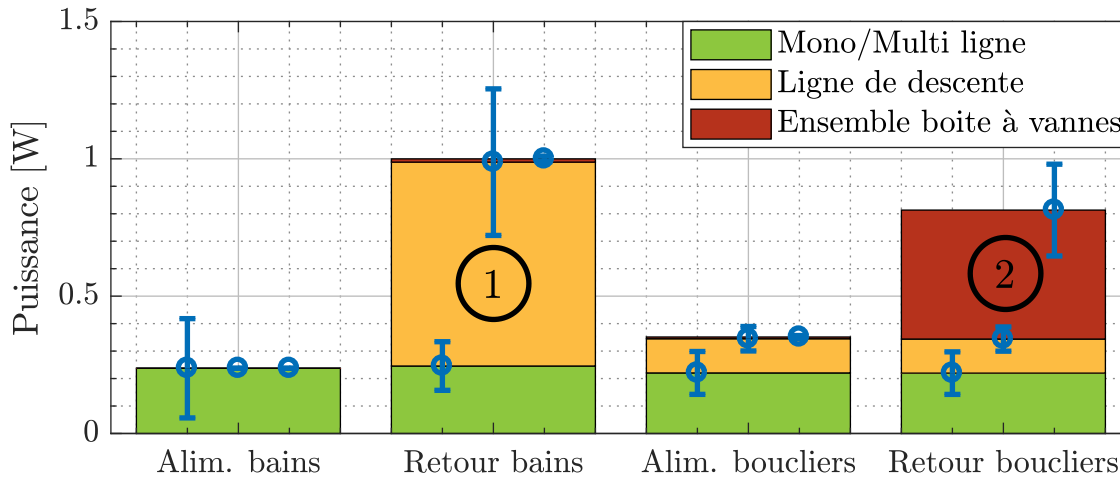 Puissance [W]
1.5
1
0.5
0
Mono/Multi ligne
Ligne de descente
Ensemble boite à vannes
1
2
Alim. bains
Retour bains
Alim. boucliers
Retour boucliers